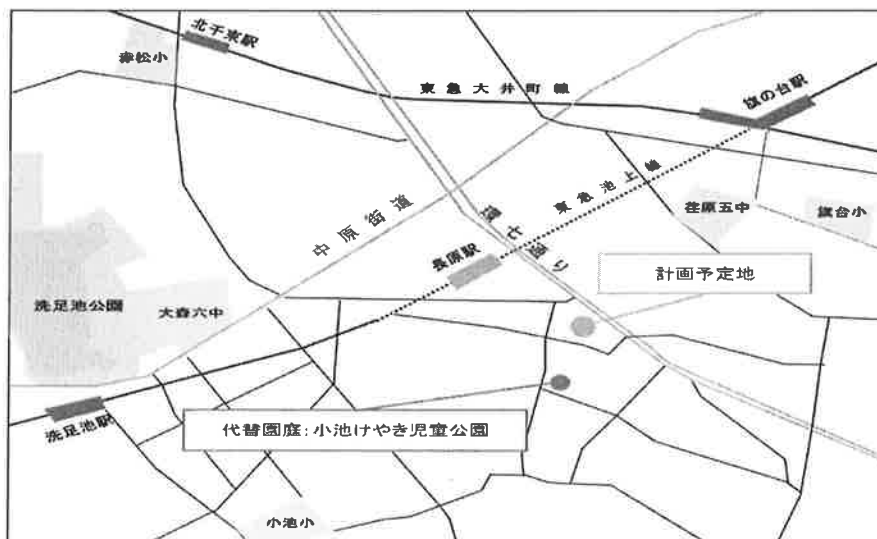 北千束駅
赤松小
東急大井町線
旗の台駅
東急池上線
環七通り
中原街道
荏原五中
旗台小
長原駅
計画予定地
洗足池公園
大森六中
洗足池駅
代替園庭：小池けやき児童公園
小池小